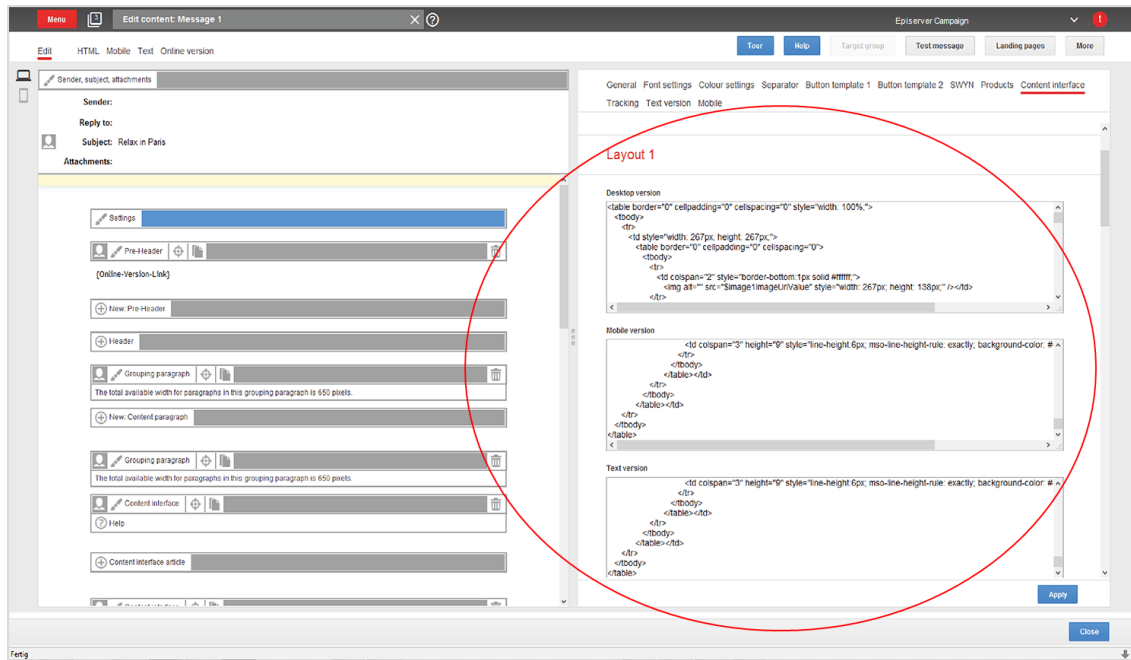 Menu
3
Edit content: Message 1
Episerver Campaign
t
Edit HTML Mobile Text Online version
Tour Help Target group Test message Landing pages More
Sender, subject, attachments
Sender:
Reply to:
Subject: Relax in Paris
Attachments:
Settings
Pre-Header
{Online-Version-Link}
New: Pre-Header
Header
Grouping paragraph
The total available width for paragraphs in this grouping paragraph is 650 pixels.
New: Content paragraph
Grouping paragraph
The total available width for paragraphs in this grouping paragraph is 650 pixels.
Content interface
Help
Content interface article
Content interface
General Font settings Colour settings Separator Button template 1 Button template 2 SWYN Products Content interface
Tracking Text version Mobile
Layout 1
Desktop version
<table border="0" cellpadding="0" cellspacing="0" style="width: 100%;">
<tbody>
<tr>
<td style="width: 267px; height: 267px;">
<table border="0" cellpadding="0" cellspacing="0">
<tbody>
<tr>
<td colspan="2" style="border-bottom:1px solid #ffffff;">
<img alt="" src="$image1ImageUrlValue" style="width: 267px; height: 138px;" /></td>
</tr>
Mobile version
<td colspan="3" height="9" style="line-height:6px; mso-line-height-rule: exactly; background-color: #
</tr>
</tbody>
</table></td>
</tr>
</tbody>
</table></td>
</tr>
</tbody>
</table>
Text version
<td colspan="3" height="9" style="line-height:6px; mso-line-height-rule: exactly; background-color: #
</tr>
</tbody>
</table></td>
</tr>
</tbody>
</table></td>
</tr>
</tbody>
</table>
Apply
Close
Fertig